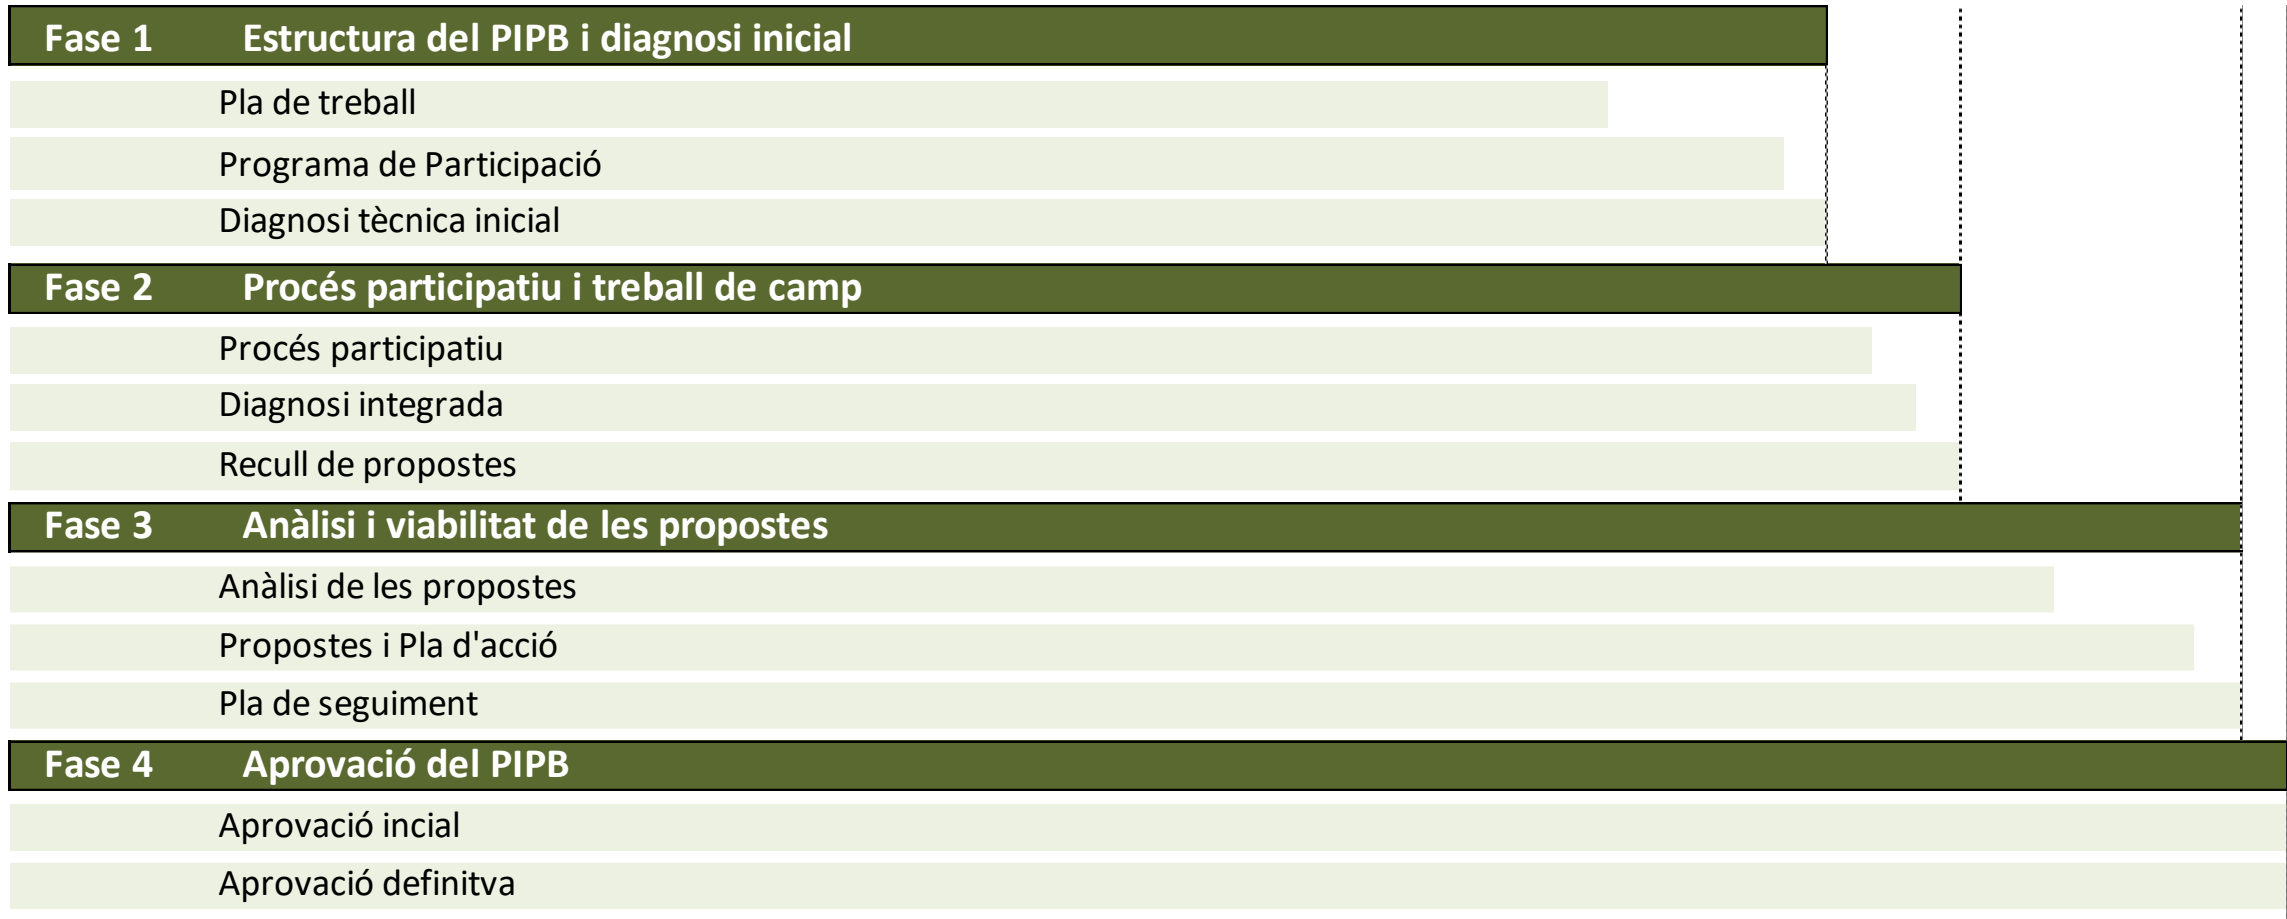 Fase 1 Estructura del PIPB i diagnosi inicial
Pla de treball
Programa de Participació
Diagnosi tècnica inicial
Fase 2 Procés participatiu i treball de camp
Procés participatiu
Diagnosi integrada
Recull de propostes
Fase 3 Anàlisi i viabilitat de les propostes
Anàlisi de les propostes
Propostes i Pla d'acció
Pla de seguiment
Fase 4 Aprovació del PIPB
Aprovació incial
Aprovació definitva